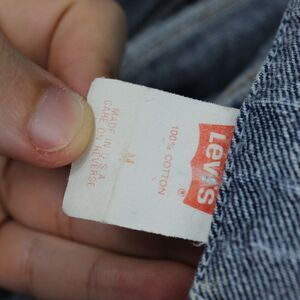 Levi's
®
100% COTTON
M
MADE IN U.S.A.
CARE ON REVERSE